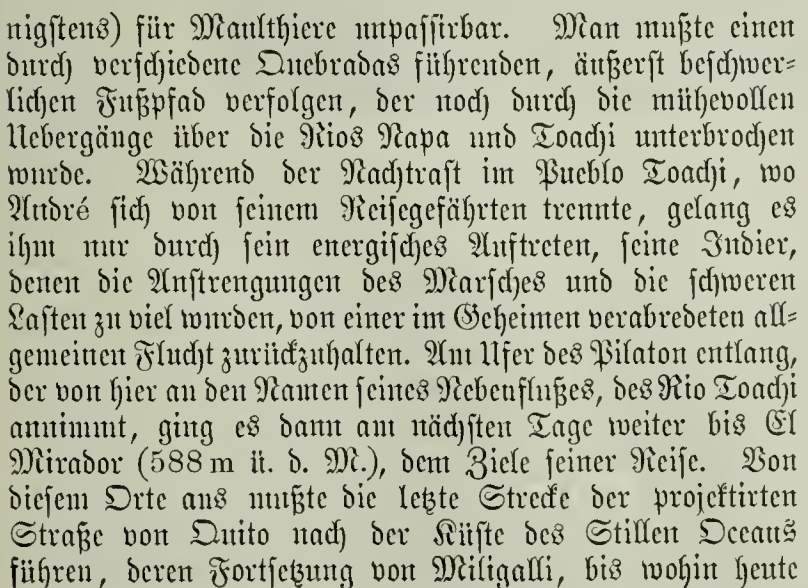 nigſtens) für Maulthiere unpaſſirbar. Man mußte einen
durch verſchiedene Quebradas führenden, äußerſt beſchwer⸗
lichen Fußpfad verfolgen, der noch durch die mühevollen
Uebergänge über die Rios Napa und Toachi unterbrochen
wurde. Während der Nachtraſt im Pueblo Toachi, wo
André ſich von ſeinem Reiſegefährten trennte, gelang es
ihm nur durch ſein energiſches Auftreten, ſeine Indier,
denen die Anſtrengungen des Marſches und die ſchweren
Laſten zu viel wurden, von einer im Geheimen verabredeten all⸗
gemeinen Flucht zurückzuhalten. Am Ufer des Pilaton entlang,
der von hier an den Namen ſeines Nebenflußes, des Rio Toachi
annimmt, ging es dann am nächſten Tage weiter bis El
Mirador (588 m ü. d. M.), dem Ziele ſeiner Reiſe. Von
dieſem Orte aus mußte die letzte Strecke der projektirten
Straße von Quito nach der Küſte des Stillen Oceans
führen, deren Fortſetzung von Miligalli, bis wohin heute